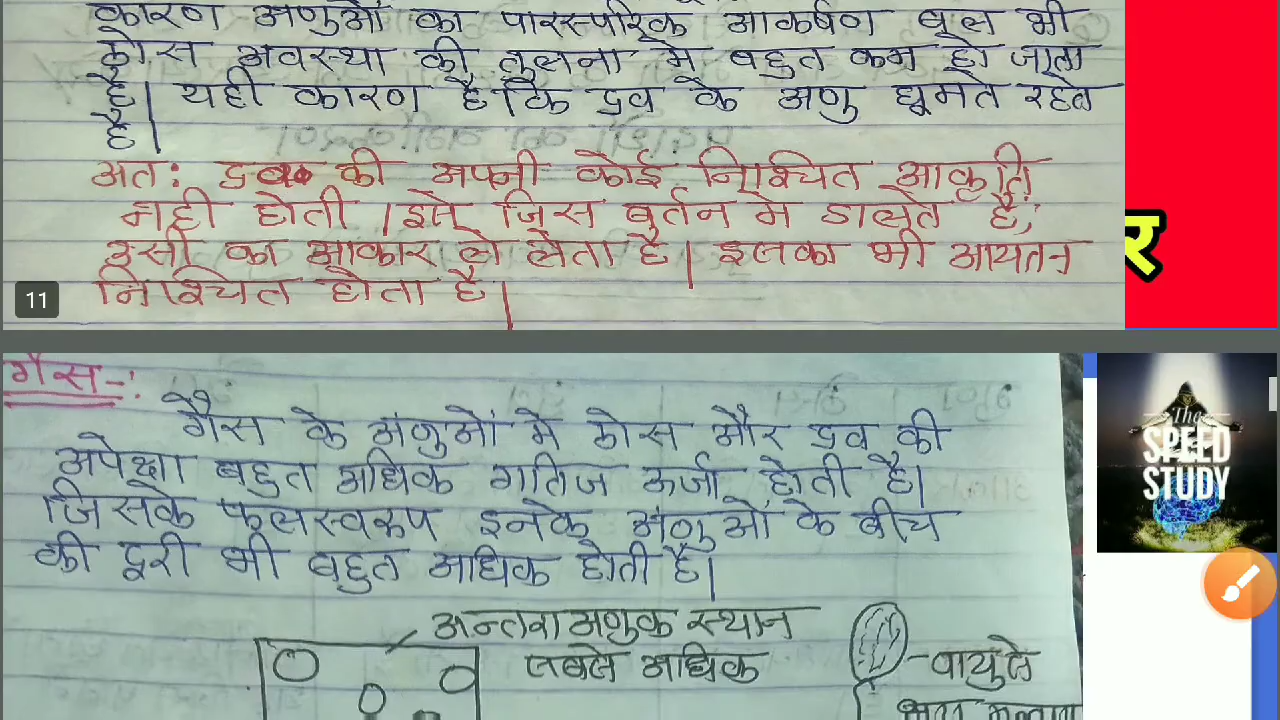 कारण अणुओं का पारस्परिक आकर्षण बल भी
ठोस अवस्था की तुलना मे बहुत कम हो जाता
है। यही कारण है कि द्रव के अणु घूमते रहते
है।
अतः द्रव की अपनी कोई निश्चित आकृति
नही होती । इसे जिस बर्तन मे डालते है,
उसी का आकार ले लेता है। इसका भी आयतन
निश्चित होता है।
र
11
गैस-:
गैस के अणुओं मे ठोस और द्रव की
अपेक्षा बहुत अधिक गतिज ऊर्जा होती है।
जिसके फलस्वरूप इनके अणुओं के बीच
की दूरी भी बहुत अधिक होती है।
The
SPEED
STUDY
अन्तराअणुक स्थान
सबसे अधिक
-वायु से